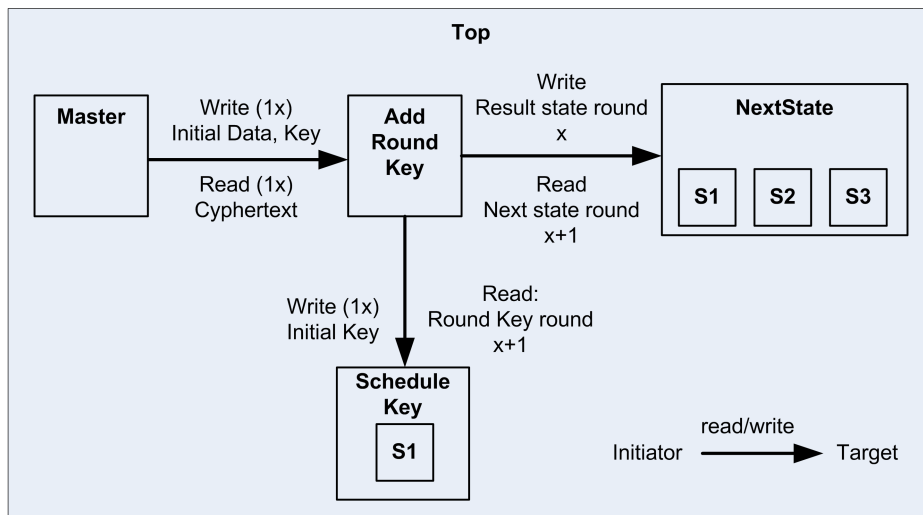 Top
Master
Write (1x)
Initial Data, Key
Read (1x)
Cyphertext
Add
Round
Key
Write
Result state round
x
Read
Next state round
x+1
NextState
S1
S2
S3
Write (1x)
Initial Key
Read:
Round Key round
x+1
Schedule
Key
S1
read/write
Initiator
Target